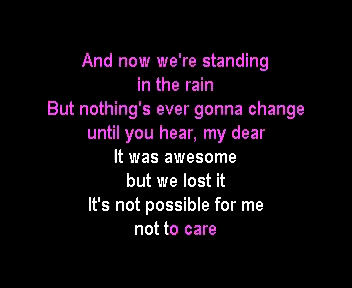 And now we're standing
in the rain
But nothing's ever gonna change
until you hear, my dear
It was awesome
but we lost it
It's not possible for me
not to care